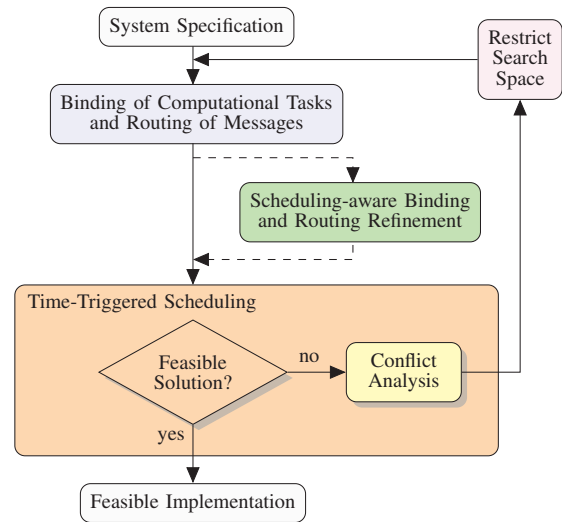 System Specification
Restrict
Search
Space
Binding of Computational Tasks
and Routing of Messages
Scheduling-aware Binding
and Routing Refinement
Time-Triggered Scheduling
Feasible
Solution?
no
Conflict
Analysis
yes
Feasible Implementation